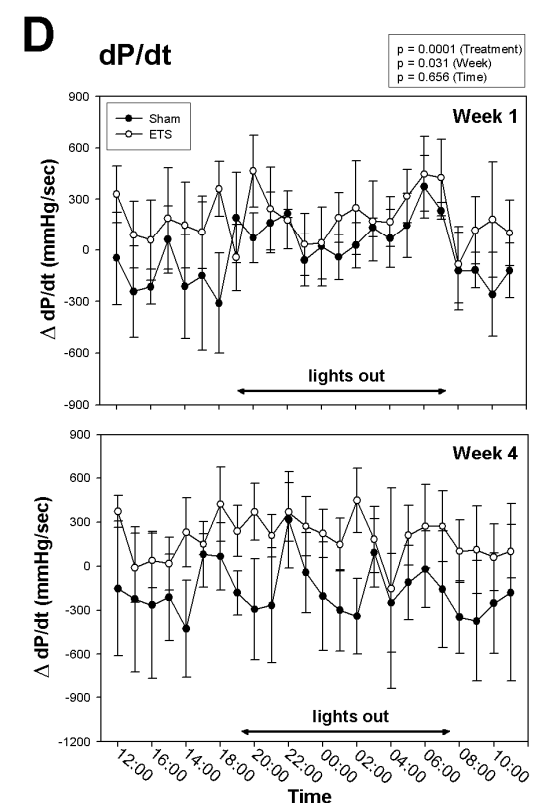 D
dP/dt
p = 0.0001 (Treatment)
p = 0.031 (Week)
p = 0.656 (Time)
Week 1
Sham
ETS
900
600
300
0
-300
-600
-900
Δ dP/dt (mmHg/sec)
lights out
Week 4
900
600
300
0
-300
-600
-900
-1200
Δ dP/dt (mmHg/sec)
lights out
12:00
16:00
14:00
18:00
20:00
22:00
00:00
02:00
04:00
06:00
08:00
10:00
Time